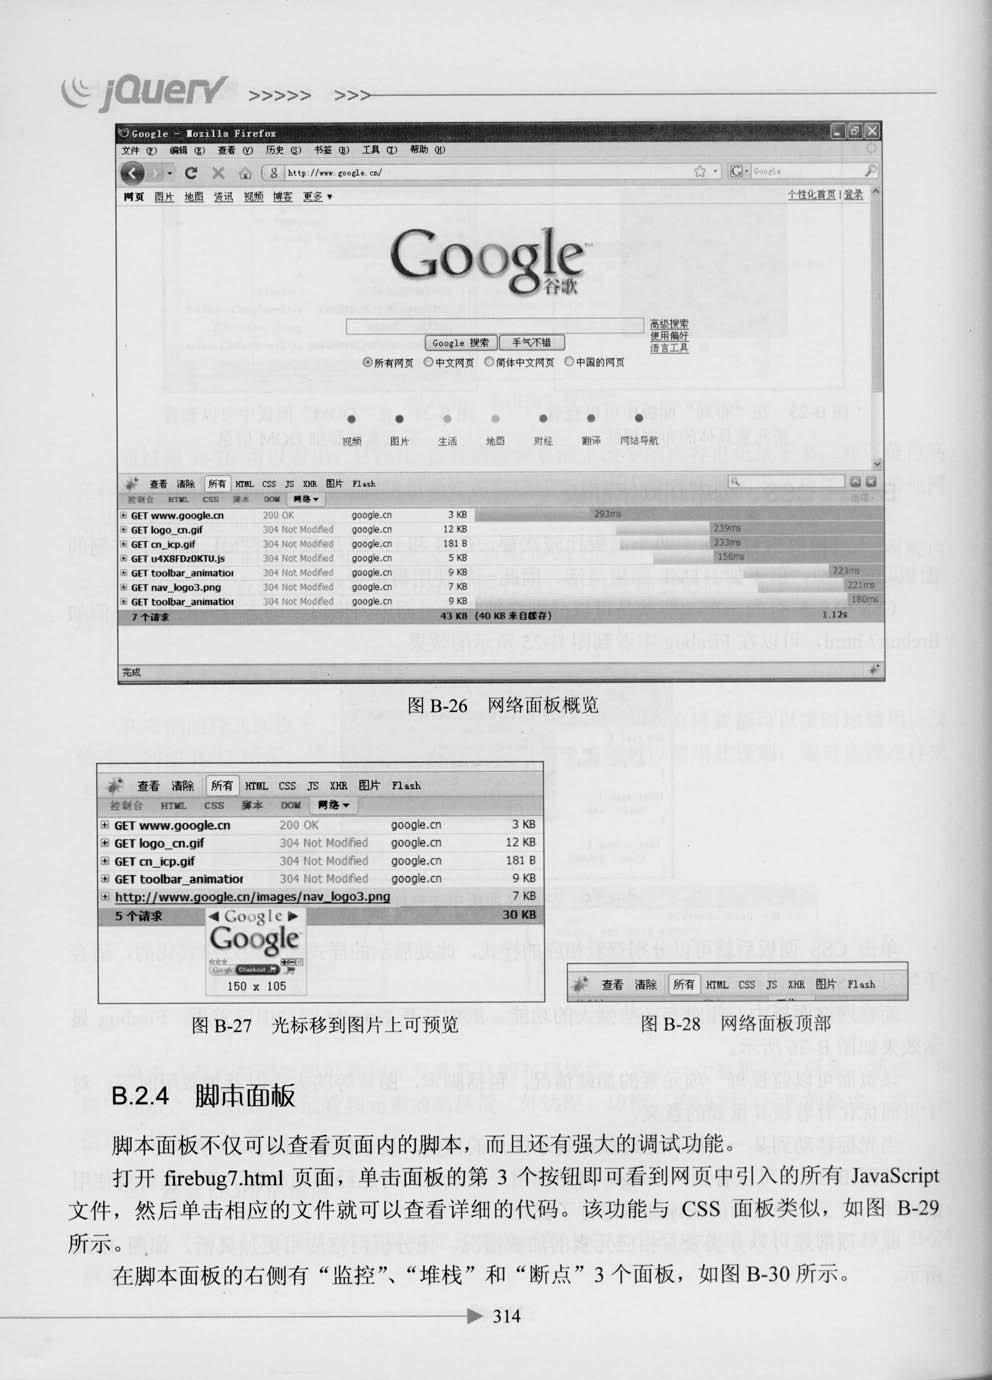 jQuery >>>>> >>>
Google - Mozilla Firefox
文件(F) 编辑(E) 查看(V) 历史(S) 书签(B) 工具(T) 帮助(H)
http://www.google.cn/ Google
网页 图片 地图 资讯 视频 博客 更多▼ 个性化首页 | 登录
Google™
谷歌
高级搜索
使用偏好
语言工具
Google 搜索 手气不错
所有网页 中文网页 简体中文网页 中国的网页
视频 图片 生活 地图 财经 翻译 网站导航
查看 清除 所有 HTML CSS JS XHR 图片 Flash
控制台 HTML CSS 脚本 DOM 网络▼ 选项▼
GET www.google.cn 200 OK google.cn 3 KB 293ms
GET logo_cn.gif 304 Not Modified google.cn 12 KB 239ms
GET cn_icp.gif 304 Not Modified google.cn 181 B 233ms
GET u4X8FDz0KTU.js 304 Not Modified google.cn 5 KB 156ms
GET toolbar_animation 304 Not Modified google.cn 9 KB 223ms
GET nav_logo3.png 304 Not Modified google.cn 7 KB 221ms
GET toolbar_animation 304 Not Modified google.cn 9 KB 180ms
7 个请求 43 KB (40 KB 来自缓存) 1.12s
完成
图 B-26 网络面板概览
查看 清除 所有 HTML CSS JS XHR 图片 Flash
控制台 HTML CSS 脚本 DOM 网络▼
GET www.google.cn 200 OK google.cn 3 KB
GET logo_cn.gif 304 Not Modified google.cn 12 KB
GET cn_icp.gif 304 Not Modified google.cn 181 B
GET toolbar_animation 304 Not Modified google.cn 9 KB
http://www.google.cn/images/nav_logo3.png 7 KB
5 个请求 30 KB
◀ Google ▶
Google
Google Checkout
150 x 105
图 B-27 光标移到图片上可预览
查看 清除 所有 HTML CSS JS XHR 图片 Flash
图 B-28 网络面板顶部
B.2.4 脚本面板
脚本面板不仅可以查看页面内的脚本，而且还有强大的调试功能。
打开 firebug7.html 页面，单击面板的第 3 个按钮即可看到网页中引入的所有 JavaScript
文件，然后单击相应的文件就可以查看详细的代码。该功能与 CSS 面板类似，如图 B-29
所示。
在脚本面板的右侧有“监控”、“堆栈”和“断点”3 个面板，如图 B-30 所示。
314